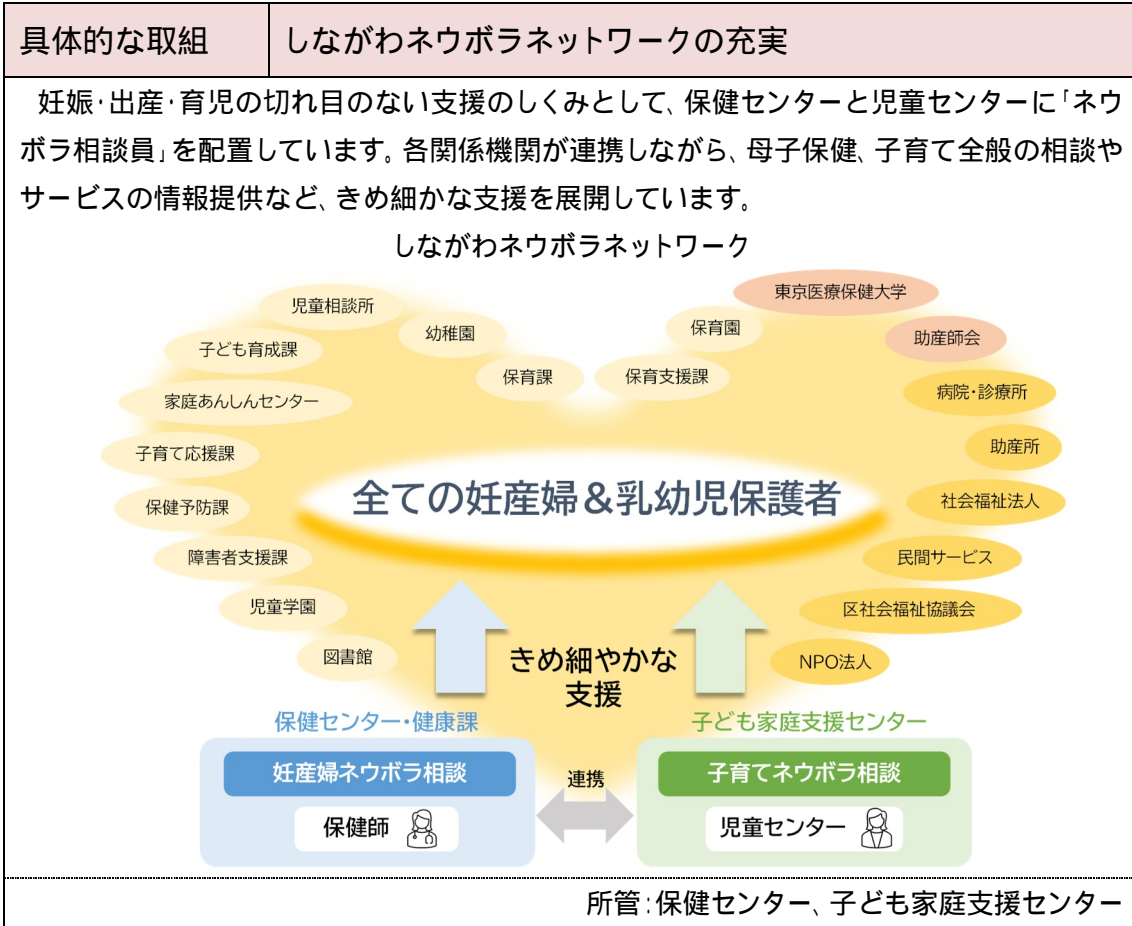 具体的な取組
しながわネウボラネットワークの充実
妊娠・出産・育児の切れ目のない支援のしくみとして、保健センターと児童センターに「ネウ
ボラ相談員」を配置しています。各関係機関が連携しながら、母子保健、子育て全般の相談や
サービスの情報提供など、きめ細かな支援を展開しています。
しながわネウボラネットワーク
児童相談所
幼稚園
子ども育成課
保育課
家庭あんしんセンター
子育て応援課
保健予防課
障害者支援課
児童学園
図書館
東京医療保健大学
保育園
助産師会
保育支援課
病院・診療所
助産所
社会福祉法人
民間サービス
区社会福祉協議会
NPO法人
全ての妊産婦&乳幼児保護者
きめ細やかな
支援
保健センター・健康課
妊産婦ネウボラ相談
保健師
連携
子ども家庭支援センター
子育てネウボラ相談
児童センター
所管：保健センター、子ども家庭支援センター